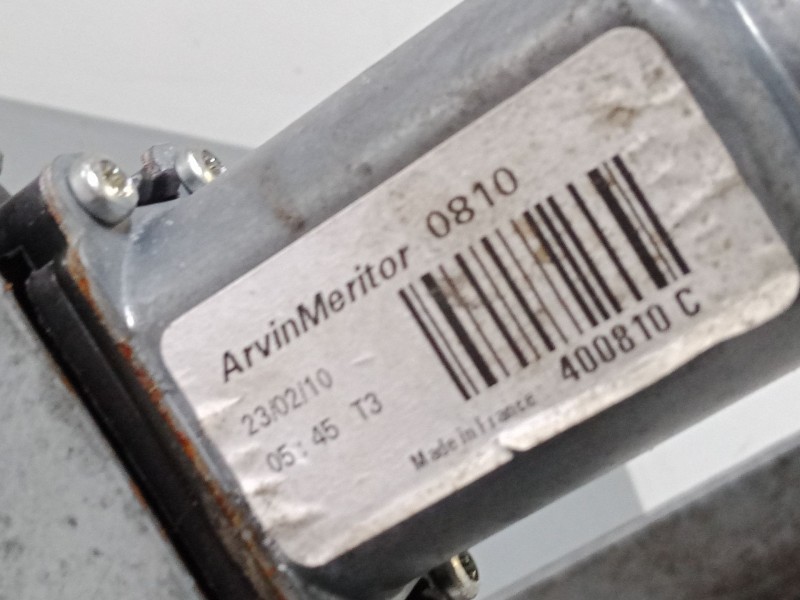 ArvinMeritor 0810
23/02/10
05:45 T3
400810 C
Made in France